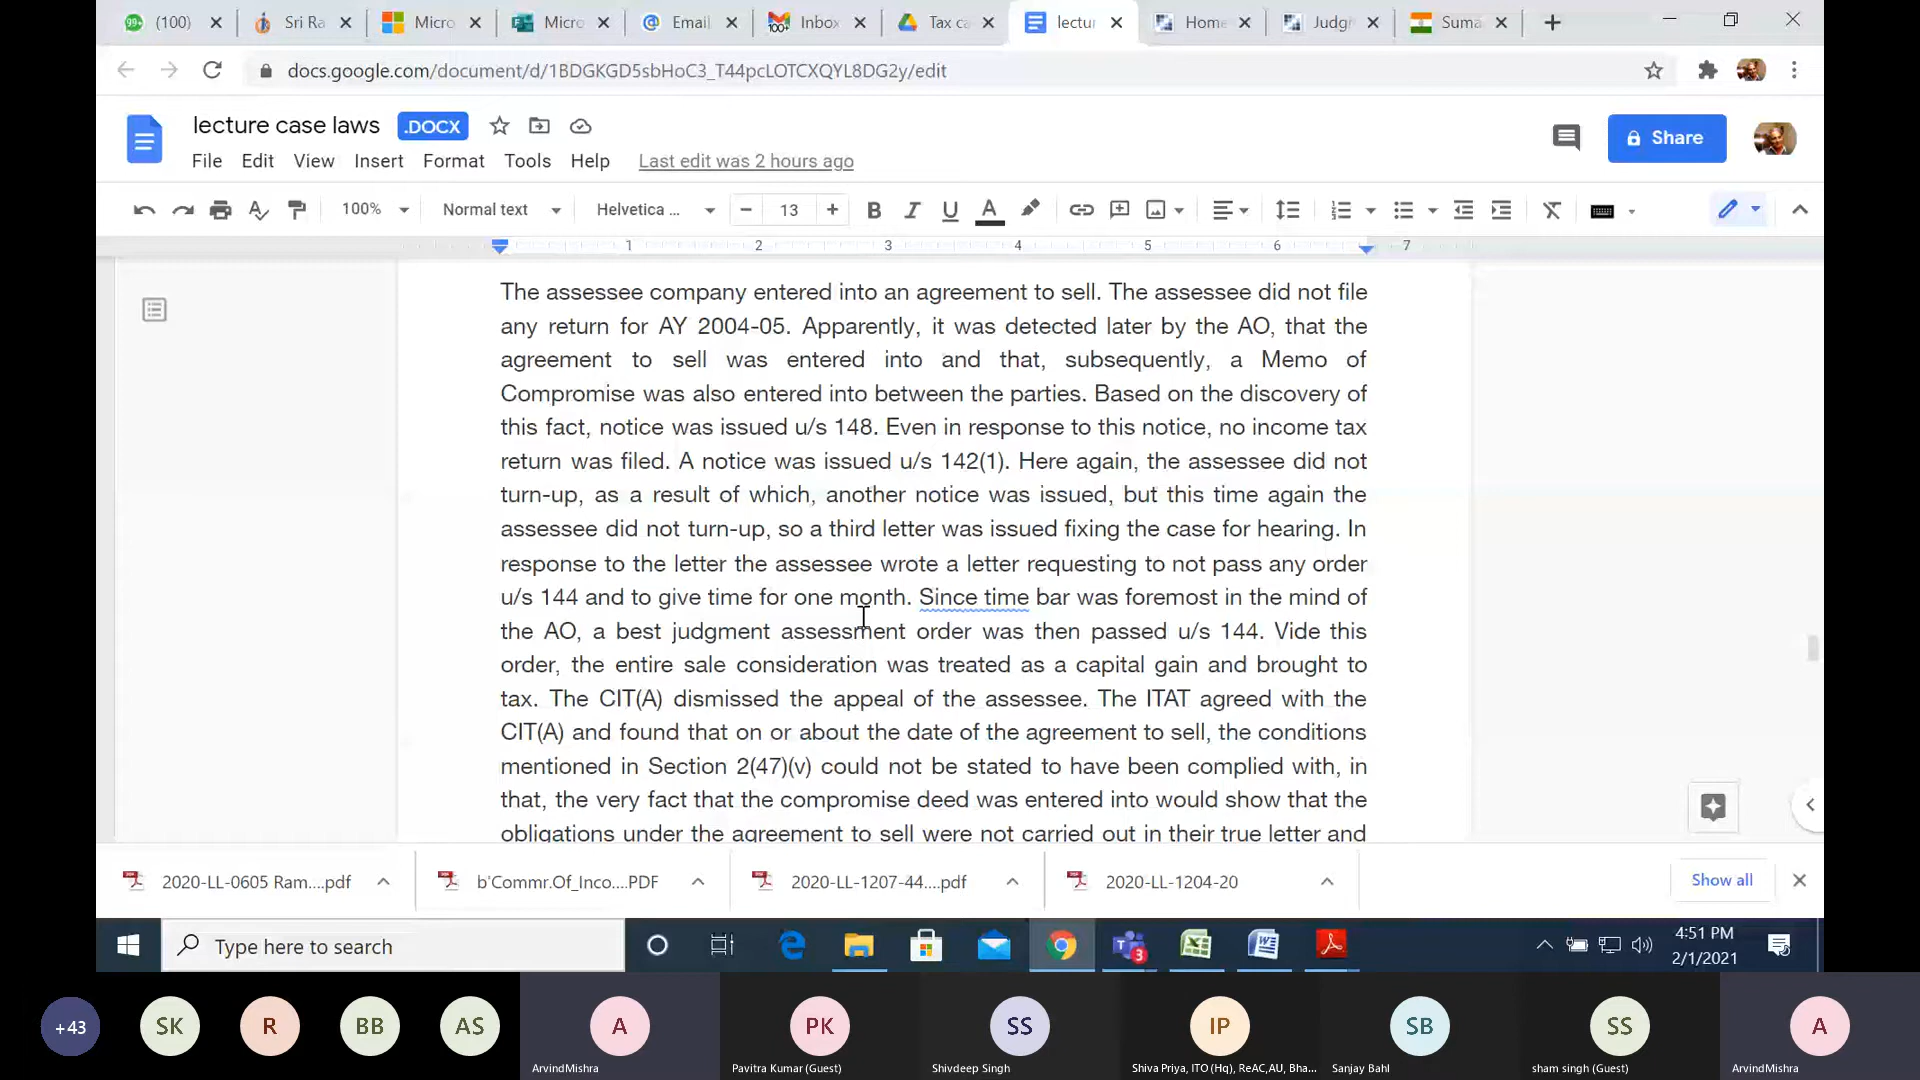 (100)
Sri Ra
Micro
Micro
Email
Inbox
Tax ca
lectur
Home
Judgr
Suma
docs.google.com/document/d/1BDGKGD5sbHoC3_T44pcLOTCXQYL8DG2y/edit
lecture case laws
.DOCX
Share
File Edit View Insert Format Tools Help Last edit was 2 hours ago
100% Normal text Helvetica ... 13
1 2 3 4 5 6 7
The assessee company entered into an agreement to sell. The assessee did not file
any return for AY 2004-05. Apparently, it was detected later by the AO, that the
agreement to sell was entered into and that, subsequently, a Memo of
Compromise was also entered into between the parties. Based on the discovery of
this fact, notice was issued u/s 148. Even in response to this notice, no income tax
return was filed. A notice was issued u/s 142(1). Here again, the assessee did not
turn-up, as a result of which, another notice was issued, but this time again the
assessee did not turn-up, so a third letter was issued fixing the case for hearing. In
response to the letter the assessee wrote a letter requesting to not pass any order
u/s 144 and to give time for one month. Since time bar was foremost in the mind of
the AO, a best judgment assessment order was then passed u/s 144. Vide this
order, the entire sale consideration was treated as a capital gain and brought to
tax. The CIT(A) dismissed the appeal of the assessee. The ITAT agreed with the
CIT(A) and found that on or about the date of the agreement to sell, the conditions
mentioned in Section 2(47)(v) could not be stated to have been complied with, in
that, the very fact that the compromise deed was entered into would show that the
obligations under the agreement to sell were not carried out in their true letter and
2020-LL-0605 Ram....pdf
b'Commr.Of_Inco....PDF
2020-LL-1207-44....pdf
2020-LL-1204-20
Show all
Type here to search
3
4:51 PM
2/1/2021
+43
SK
R
BB
AS
A
PK
SS
IP
SB
SS
A
ArvindMishra
Pavitra Kumar (Guest)
Shivdeep Singh
Shiva Priya, ITO (Hq), ReAC,AU, Bha...
Sanjay Bahl
sham singh (Guest)
ArvindMishra